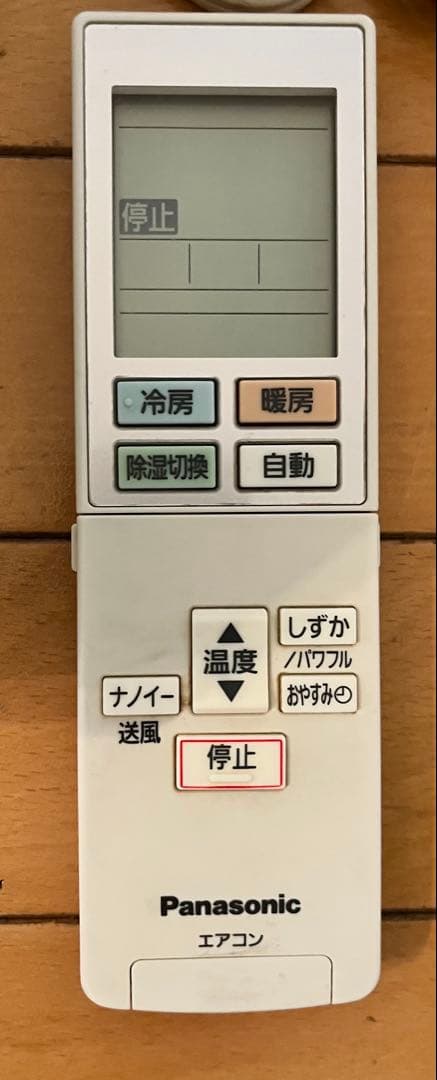 停止
冷房 暖房
除湿切換 自動
しずか
▲
温度
▼
／パワフル
ナノイー
おやすみ
送風
停止
Panasonic
エアコン